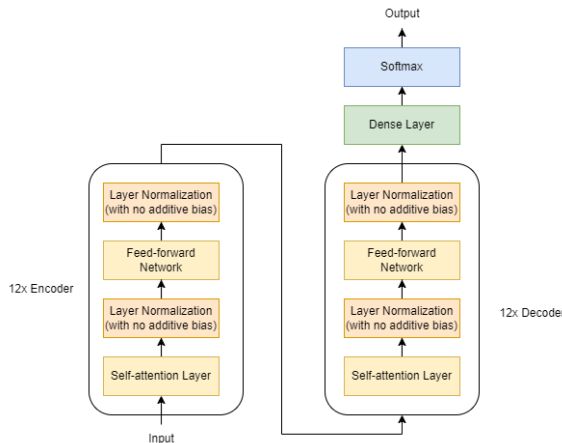 Output
Softmax
Dense Layer
12x Encoder
Layer Normalization
(with no additive bias)
Feed-forward
Network
Layer Normalization
(with no additive bias)
Self-attention Layer
Input
Layer Normalization
(with no additive bias)
Feed-forward
Network
Layer Normalization
(with no additive bias)
Self-attention Layer
12x Decoder